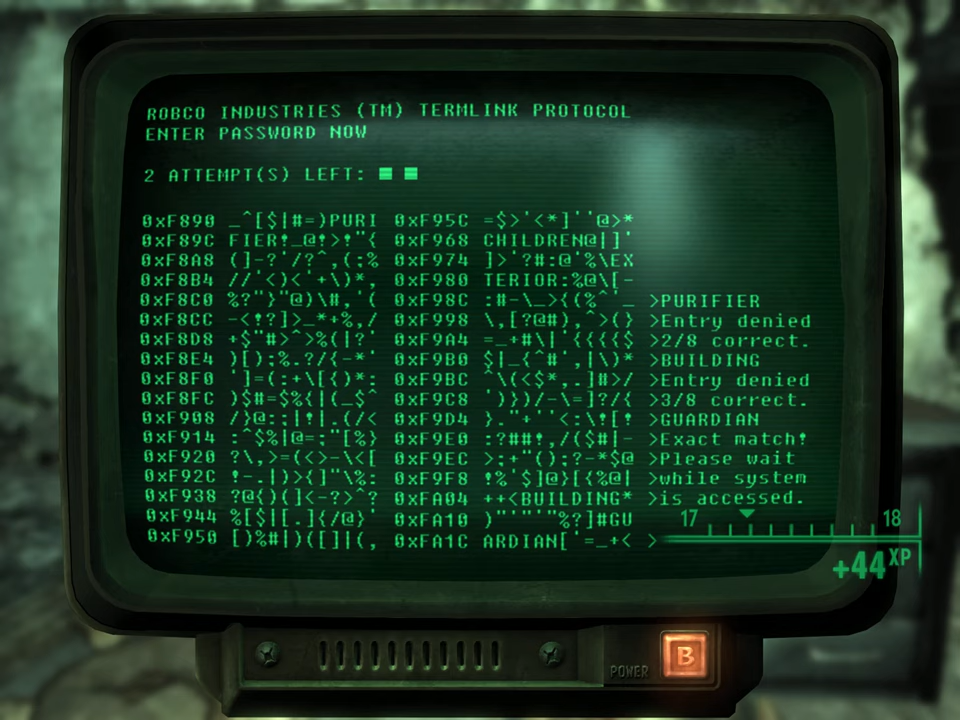 ROBCO INDUSTRIES (TM) TERMLINK PROTOCOL
ENTER PASSWORD NOW
2 ATTEMPT(S) LEFT:
0xF890 _^[$|#=)PURI 0xF95C =$>'<*]''@>*
0xF89C FIER!_@!>!"{ 0xF968 CHILDREN@|]'
0xF8A8 (]-?'/?^,(;% 0xF974 ]>'?#:@'%\EX
0xF8B4 //'<)<'+\)*, 0xF980 TERIOR:%@\[-
0xF8C0 %?"}"@)\#,'( 0xF98C :#-\_>{(%^'_ >PURIFIER
0xF8CC -<!?]>_*+%,/ 0xF998 \,[?@#),^>(} >Entry denied
0xF8D8 +$"#>^>%(|?' 0xF9A4 =_+#\|'{{{{$ >2/8 correct.
0xF8E4 )[);%.?/{-*' 0xF9B0 $|_{^#',|\)* >BUILDING
0xF8F0 ']=(:+\[{)*: 0xF9BC ^\(<$*,.]#>/ >Entry denied
0xF8FC )$#=$%{|(_$^ 0xF9C8 ')})/-\=]?/{ >3/8 correct.
0xF908 /}@::|!|.(/< 0xF9D4 }."+''<:\![! >GUARDIAN
0xF914 :^$%|@=:"[%} 0xF9E0 :?##!,/($#|- >Exact match!
0xF920 ?\,>=(<>-\<[ 0xF9EC >;+"();?-*$@ >Please wait
0xF92C !-.|)>{]"\%: 0xF9F8 !%'$]@}[{%@| >while system
0xF938 ?@{)(]<-?>^? 0xFA04 ++<BUILDING* >is accessed.
0xF944 %[$|[.]{/@}' 0xFA10 )"'"'"%?]#GU
0xF950 [)%#|)([]|(, 0xFA1C ARDIAN['=_+< >
17 18
+44 XP
POWER B